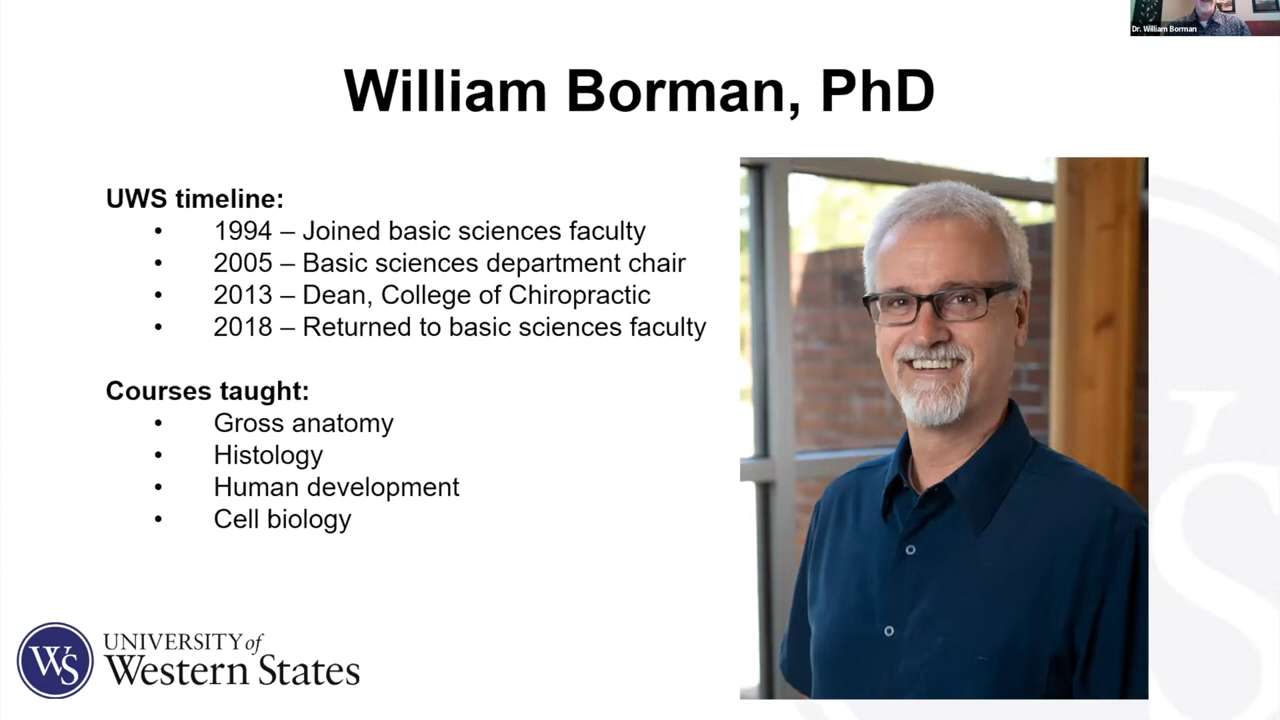 Dr. William Borman
William Borman, PhD
UWS timeline:
• 1994 – Joined basic sciences faculty
• 2005 – Basic sciences department chair
• 2013 – Dean, College of Chiropractic
• 2018 – Returned to basic sciences faculty
Courses taught:
• Gross anatomy
• Histology
• Human development
• Cell biology
WS
UNIVERSITY of
Western States